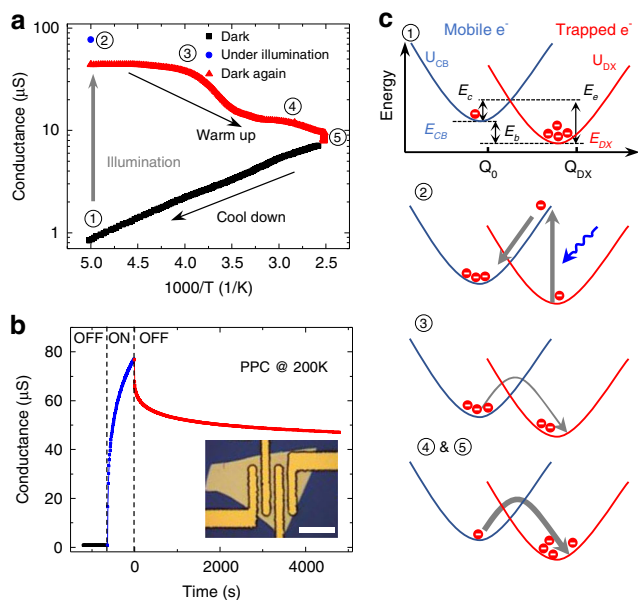 a
Conductance (μS)
100
10
1
5.0 4.5 4.0 3.5 3.0 2.5
1000/T (1/K)
Dark
Under illumination
Dark again
②
③
④
⑤
①
Illumination
Warm up
Cool down
b
Conductance (μS)
80
60
40
20
0
0 2000 4000
Time (s)
OFF ON OFF
PPC @ 200K
c
① Mobile e⁻ Trapped e⁻
Energy
U_CB U_DX
E_c E_e
E_CB E_b E_DX
Q_0 Q_DX
②
③
④ & ⑤